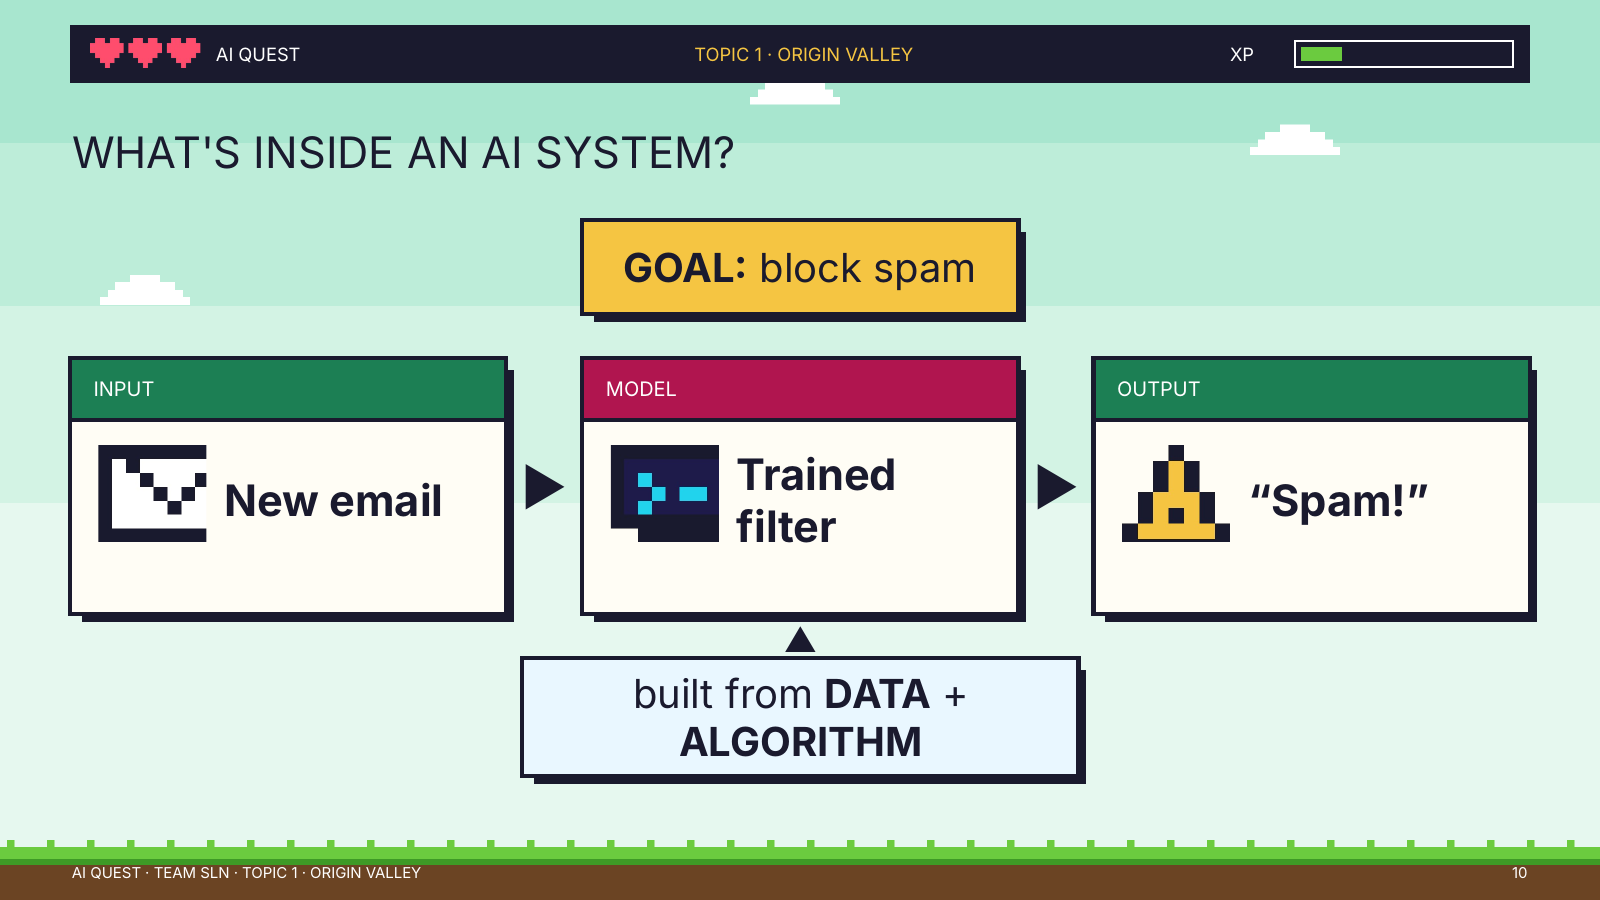 AI QUEST
TOPIC 1 · ORIGIN VALLEY
XP
WHAT'S INSIDE AN AI SYSTEM?
GOAL: block spam
INPUT
New email
MODEL
Trained
filter
OUTPUT
“Spam!”
built from DATA +
ALGORITHM
AI QUEST · TEAM SLN · TOPIC 1 · ORIGIN VALLEY
10